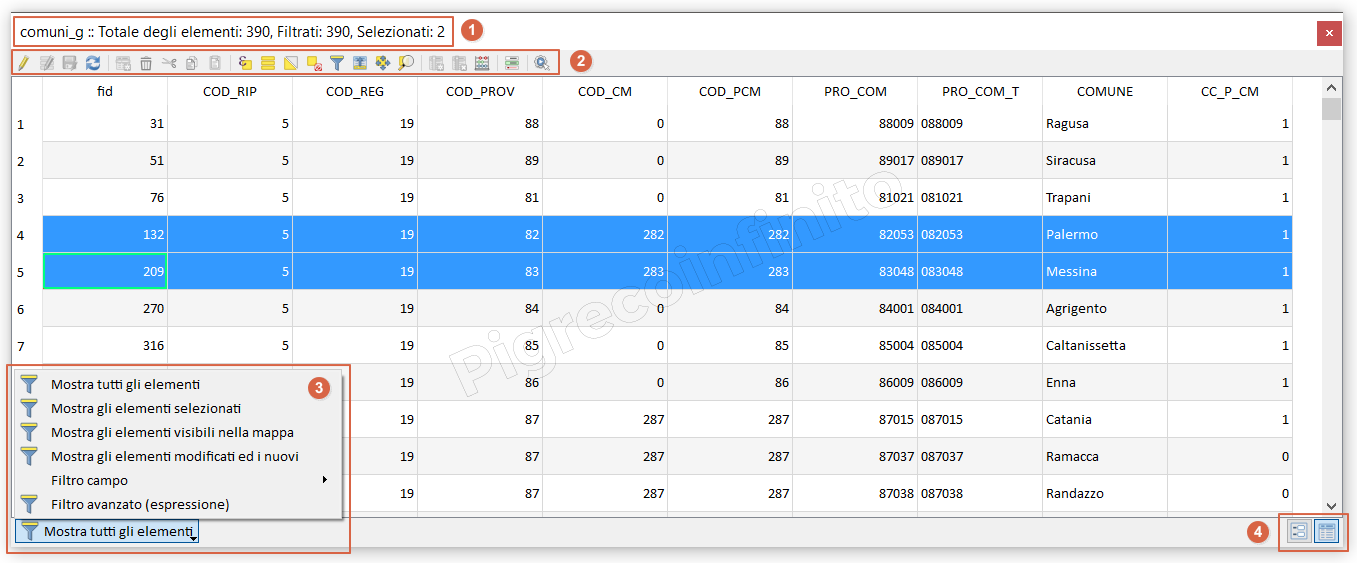 comuni_g :: Totale degli elementi: 390, Filtrati: 390, Selezionati: 2
1
2
fid COD_RIP COD_REG COD_PROV COD_CM COD_PCM PRO_COM PRO_COM_T COMUNE CC_P_CM
1 31 5 19 88 0 88 88009 088009 Ragusa 1
2 51 5 19 89 0 89 89017 089017 Siracusa 1
3 76 5 19 81 0 81 81021 081021 Trapani 1
4 132 5 19 82 282 282 82053 082053 Palermo 1
5 209 5 19 83 283 283 83048 083048 Messina 1
6 270 5 19 84 0 84 84001 084001 Agrigento 1
7 316 5 19 85 0 85 85004 085004 Caltanissetta 1
19 86 0 86 86009 086009 Enna 1
19 87 287 287 87015 087015 Catania 1
19 87 287 287 87037 087037 Ramacca 0
19 87 287 287 87038 087038 Randazzo 0
Pigrecoinfinito
3
Mostra tutti gli elementi
Mostra gli elementi selezionati
Mostra gli elementi visibili nella mappa
Mostra gli elementi modificati ed i nuovi
Filtro campo
Filtro avanzato (espressione)
Mostra tutti gli elementi
4